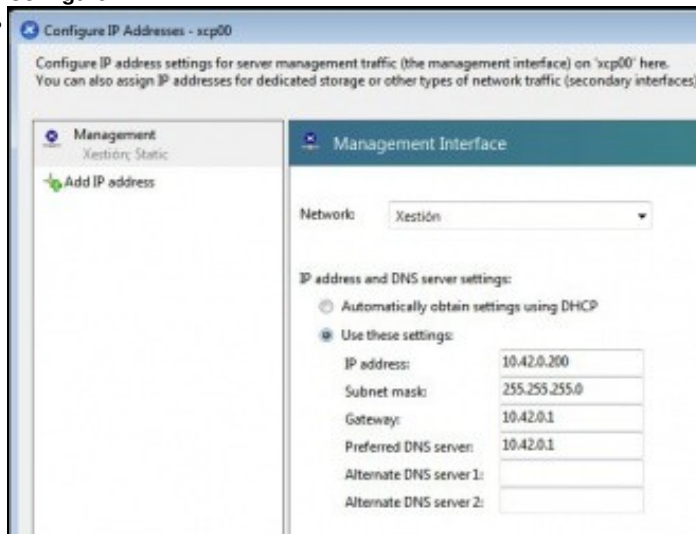 Configure IP Addresses - xcp00
Configure IP address settings for server management traffic (the management interface) on 'xcp00' here.
You can also assign IP addresses for dedicated storage or other types of network traffic (secondary interfaces)
Management
Xestión; Static
Add IP address
Management Interface
Network: Xestión
IP address and DNS server settings:
Automatically obtain settings using DHCP
Use these settings:
IP address: 10.42.0.200
Subnet mask: 255.255.255.0
Gateway: 10.42.0.1
Preferred DNS server: 10.42.0.1
Alternate DNS server 1:
Alternate DNS server 2: